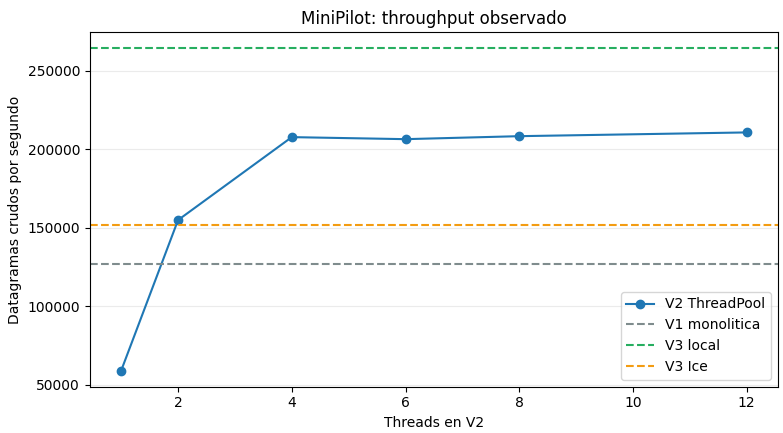 MiniPilot: throughput observado
Datagramas crudos por segundo
250000
200000
150000
100000
50000
V2 ThreadPool
V1 monolitica
V3 local
V3 Ice
2 4 6 8 10 12
Threads en V2